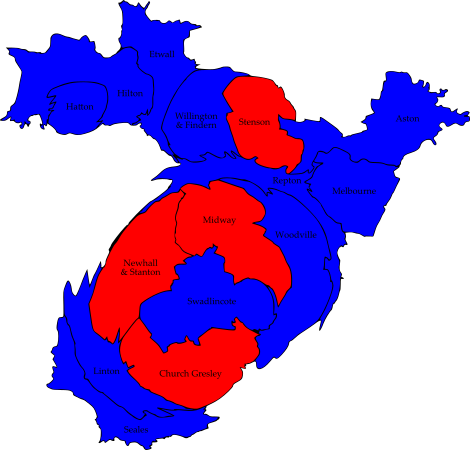 Etwall
Hilton
Hatton
Willington
& Findern
Stenson
Aston
Repton
Melbourne
Midway
Woodville
Newhall
& Stanton
Swadlincote
Linton
Church Gresley
Seales